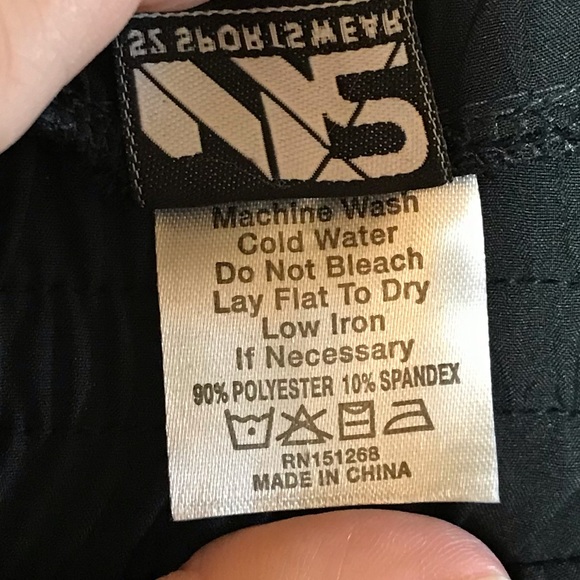 SPORTSWEAR
Machine Wash
Cold Water
Do Not Bleach
Lay Flat To Dry
Low Iron
If Necessary
90% POLYESTER 10% SPANDEX
RN151268
MADE IN CHINA